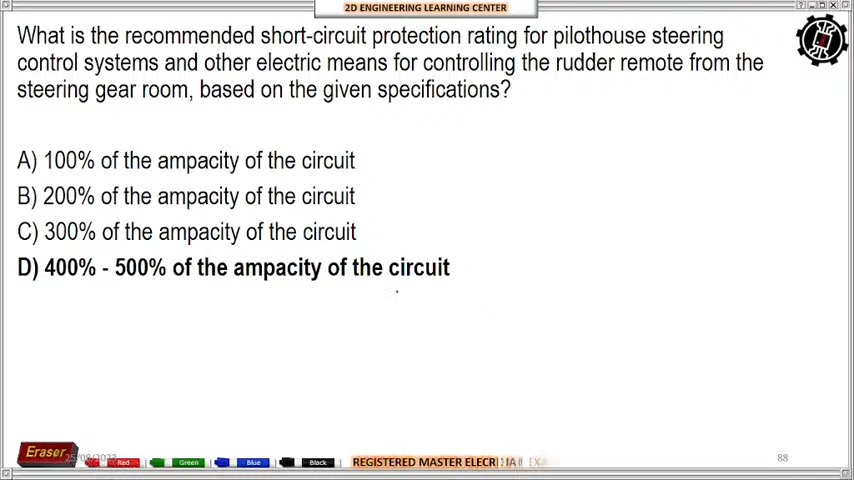 2D ENGINEERING LEARNING CENTER
What is the recommended short-circuit protection rating for pilothouse steering
control systems and other electric means for controlling the rudder remote from the
steering gear room, based on the given specifications?
A) 100% of the ampacity of the circuit
B) 200% of the ampacity of the circuit
C) 300% of the ampacity of the circuit
D) 400% - 500% of the ampacity of the circuit
Eraser
Red
Green
Blue
Black
REGISTERED MASTER ELECRI
88